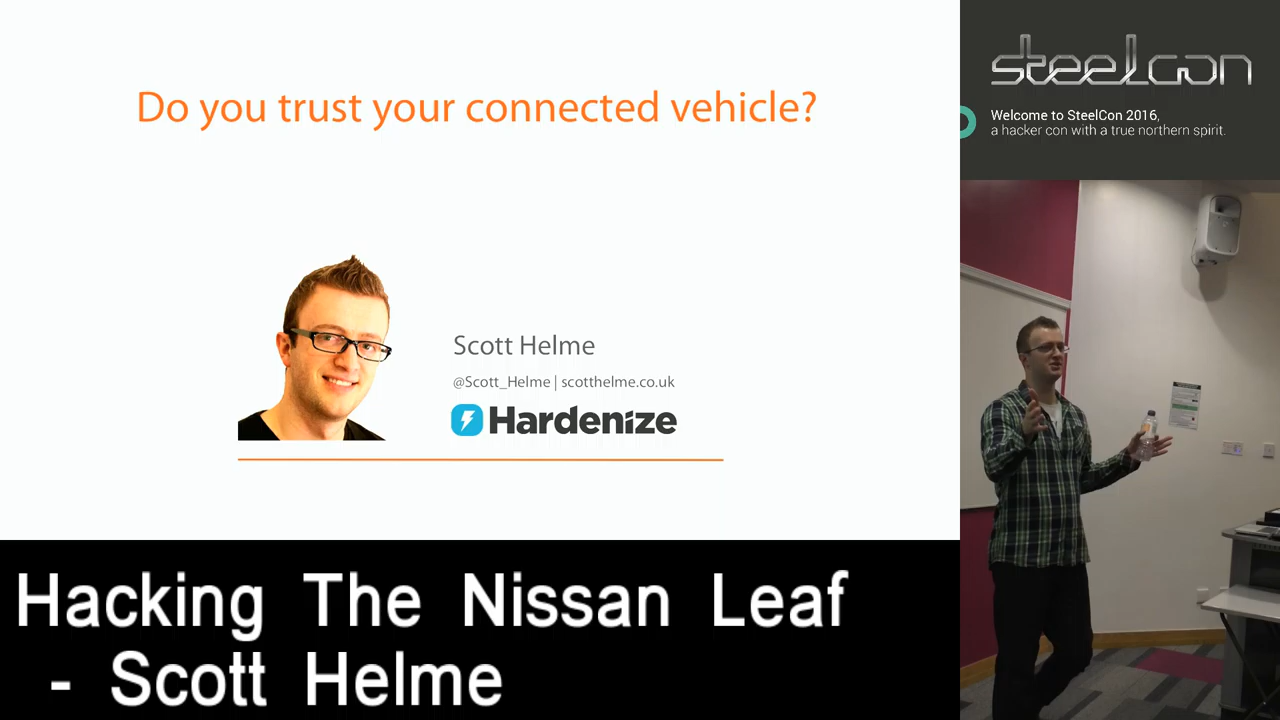 Do you trust your connected vehicle?
Scott Helme
@Scott_Helme | scotthelme.co.uk
Hardenize
steelcon
Welcome to SteelCon 2016,
a hacker con with a true northern spirit.
Hacking The Nissan Leaf
- Scott Helme